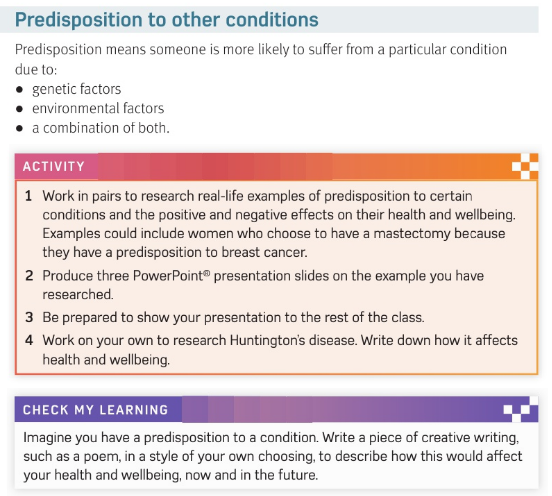 Predisposition to other conditions
Predisposition means someone is more likely to suffer from a particular condition
due to:
● genetic factors
● environmental factors
● a combination of both.
ACTIVITY
1 Work in pairs to research real-life examples of predisposition to certain
conditions and the positive and negative effects on their health and wellbeing.
Examples could include women who choose to have a mastectomy because
they have a predisposition to breast cancer.
2 Produce three PowerPoint® presentation slides on the example you have
researched.
3 Be prepared to show your presentation to the rest of the class.
4 Work on your own to research Huntington's disease. Write down how it affects
health and wellbeing.
CHECK MY LEARNING
Imagine you have a predisposition to a condition. Write a piece of creative writing,
such as a poem, in a style of your own choosing, to describe how this would affect
your health and wellbeing, now and in the future.